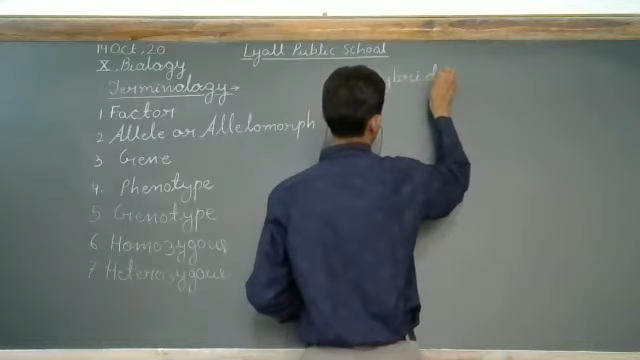 14 Oct, 20
Lyall Public School
X. Biology
Terminology→
1. Factor
2 Allele or Allelomorph
3 Gene
4. Phenotype
5. Genotype
6. Homozygous
7. Heterozygous